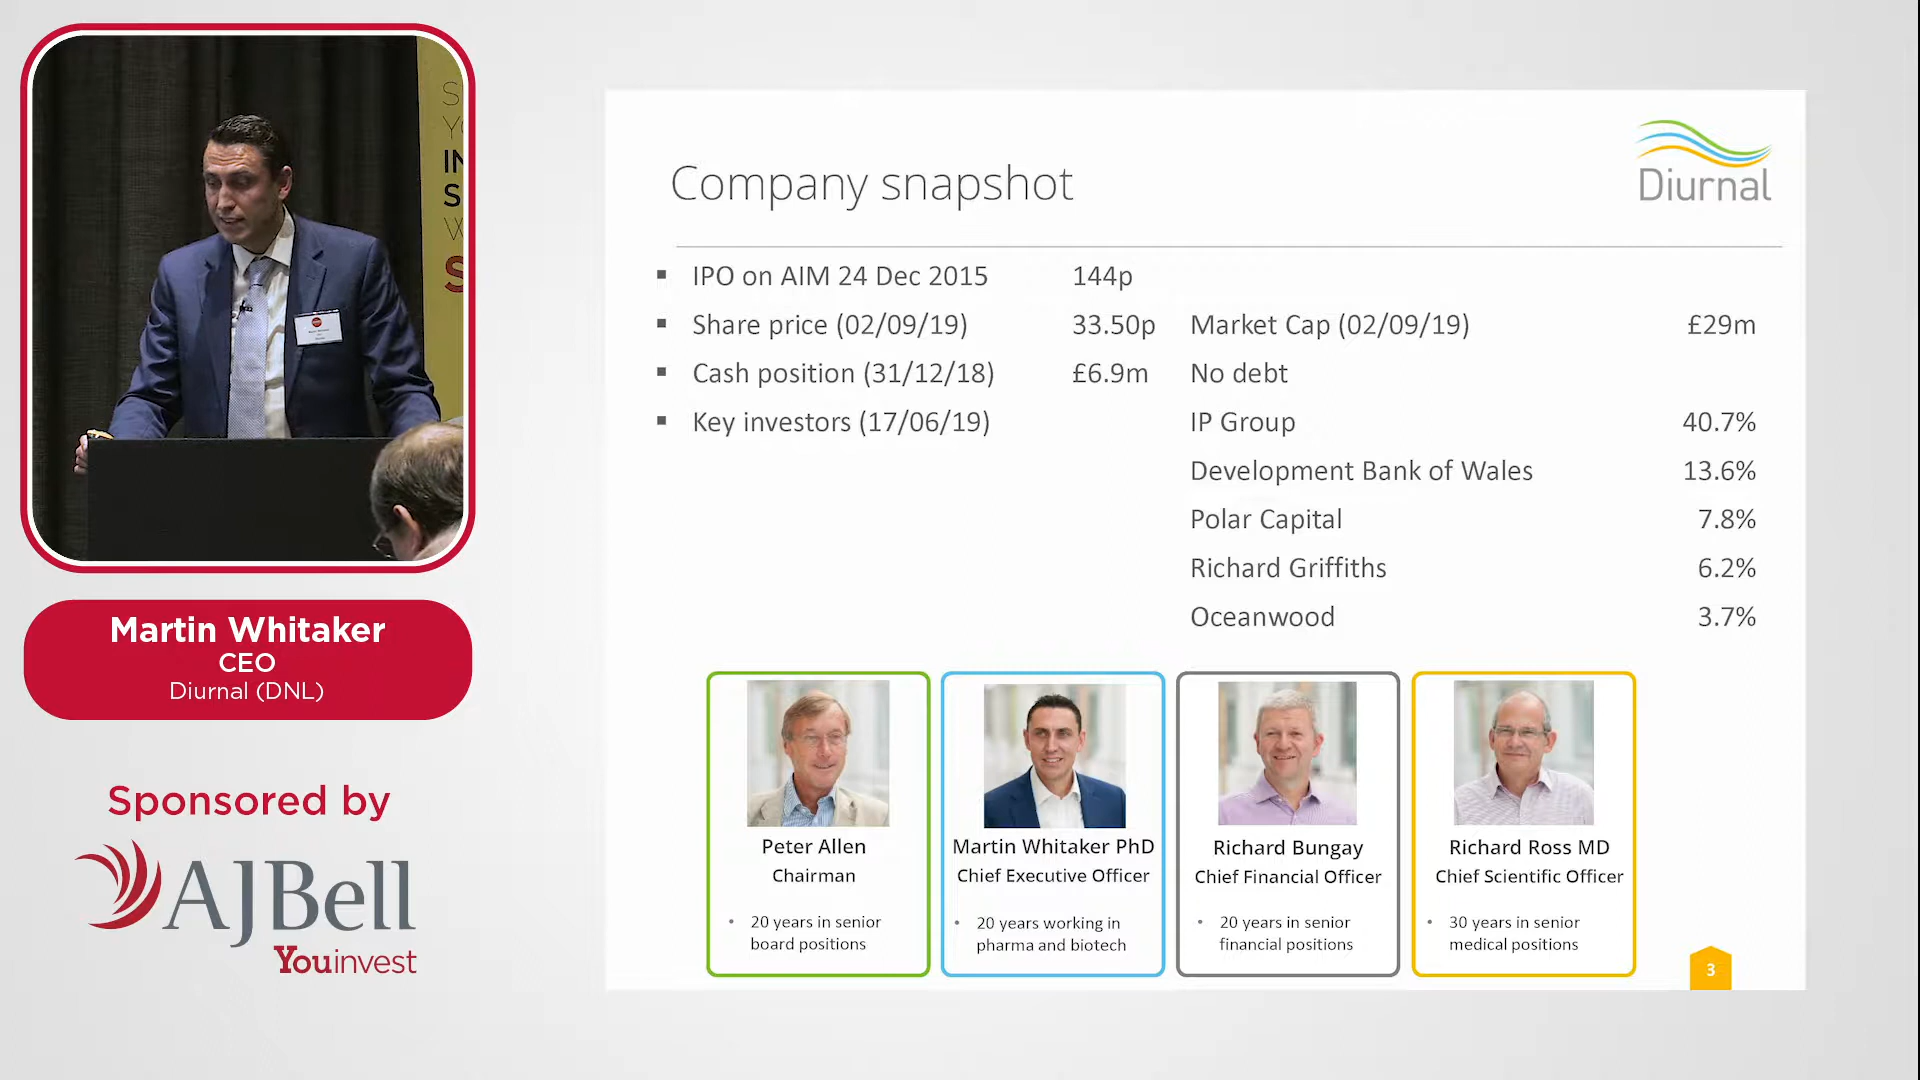 S
Y
IN
S
W
S
Martin Whitaker
CEO
Diurnal (DNL)
Sponsored by
AJBell
Youinvest
Diurnal
Company snapshot
▪ IPO on AIM 24 Dec 2015 144p
▪ Share price (02/09/19) 33.50p Market Cap (02/09/19) £29m
▪ Cash position (31/12/18) £6.9m No debt
▪ Key investors (17/06/19) IP Group 40.7%
Development Bank of Wales 13.6%
Polar Capital 7.8%
Richard Griffiths 6.2%
Oceanwood 3.7%
Peter Allen
Chairman
• 20 years in senior
board positions
Martin Whitaker PhD
Chief Executive Officer
• 20 years working in
pharma and biotech
Richard Bungay
Chief Financial Officer
• 20 years in senior
financial positions
Richard Ross MD
Chief Scientific Officer
• 30 years in senior
medical positions
3